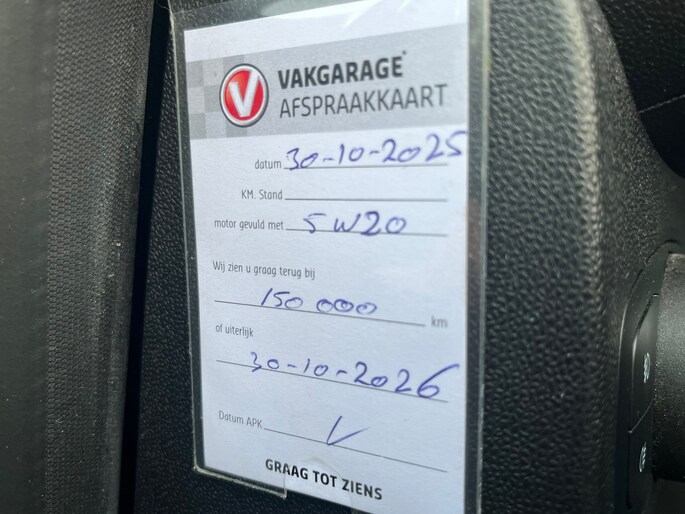 V
VAKGARAGE
AFSPRAAKKAART
datum 30-10-2025
KM. Stand
motor gevuld met 5W20
Wij zien u graag terug bij
150 000 km
of uiterlijk
30-10-2026
Datum APK V
GRAAG TOT ZIENS